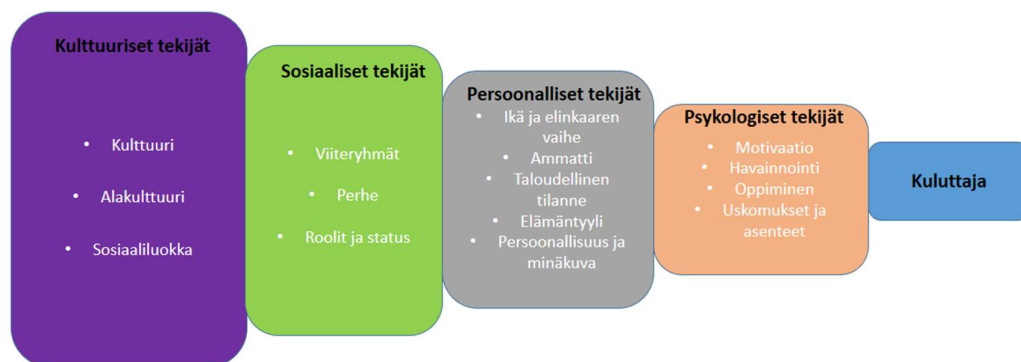 Kulttuuriset tekijät
• Kulttuuri
• Alakulttuuri
• Sosiaaliluokka
Sosiaaliset tekijät
• Viiteryhmät
• Perhe
• Roolit ja status
Persoonalliset tekijät
• Ikä ja elinkaaren
vaihe
• Ammatti
• Taloudellinen
tilanne
• Elämäntyyli
• Persoonallisuus ja
minäkuva
Psykologiset tekijät
• Motivaatio
• Havainnointi
• Oppiminen
• Uskomukset ja
asenteet
Kuluttaja